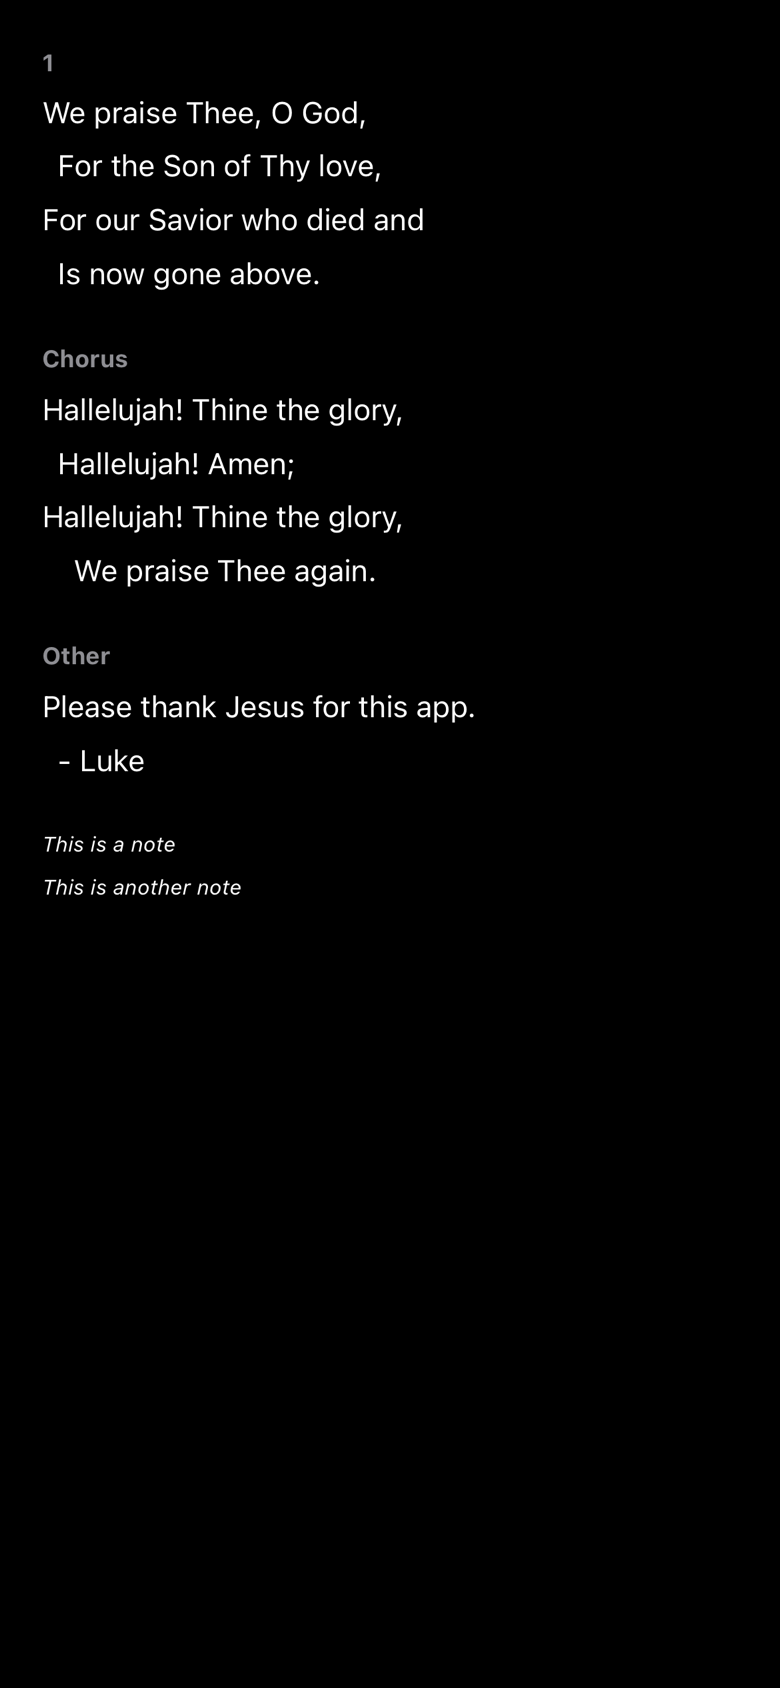 1
We praise Thee, O God,
For the Son of Thy love,
For our Savior who died and
Is now gone above.
Chorus
Hallelujah! Thine the glory,
Hallelujah! Amen;
Hallelujah! Thine the glory,
We praise Thee again.
Other
Please thank Jesus for this app.
- Luke
This is a note
This is another note